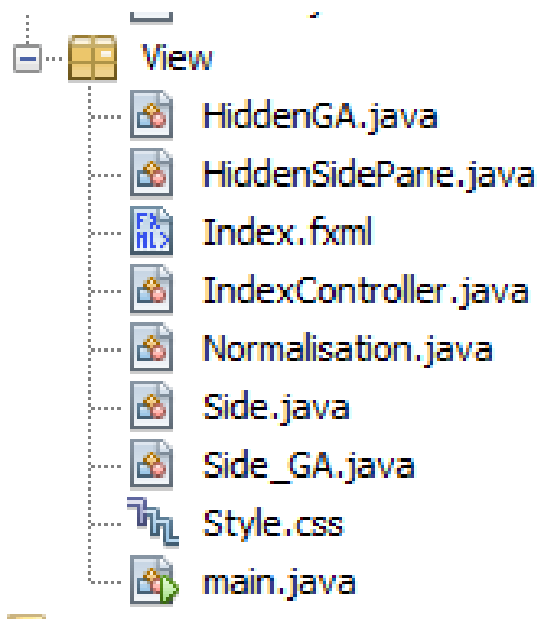 View
HiddenGA.java
HiddenSidePane.java
Index.fxml
IndexController.java
Normalisation.java
Side.java
Side_GA.java
Style.css
main.java